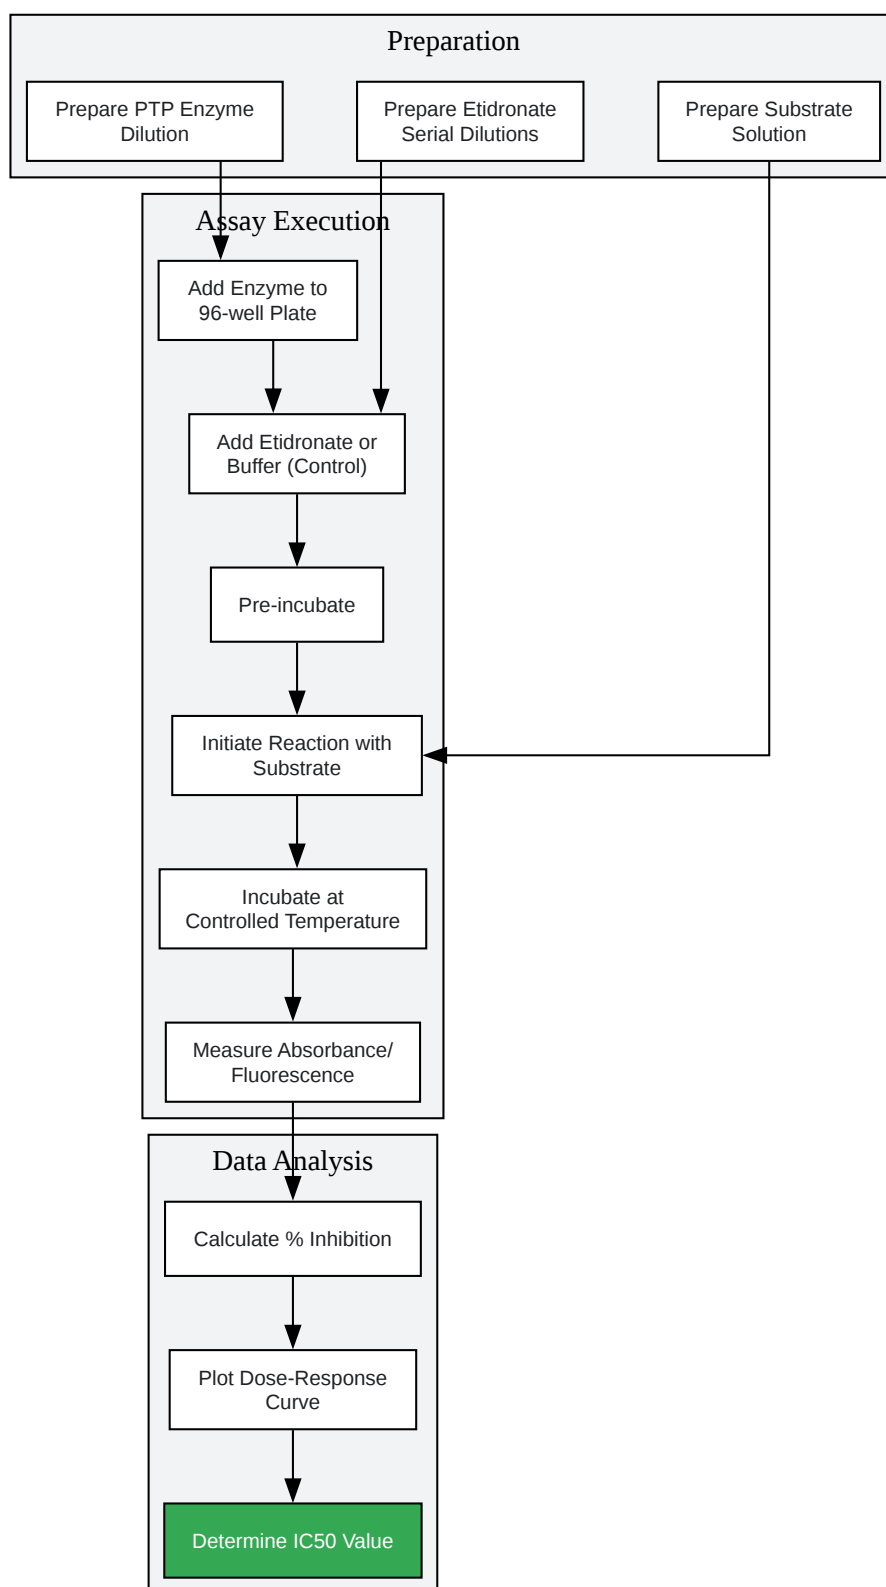 Preparation
Prepare PTP Enzyme
Dilution
Prepare Etidronate
Serial Dilutions
Prepare Substrate
Solution
Assay Execution
Add Enzyme to
96-well Plate
Add Etidronate or
Buffer (Control)
Pre-incubate
Initiate Reaction with
Substrate
Incubate at
Controlled Temperature
Measure Absorbance/
Fluorescence
Data Analysis
Calculate % Inhibition
Plot Dose-Response
Curve
Determine IC50 Value